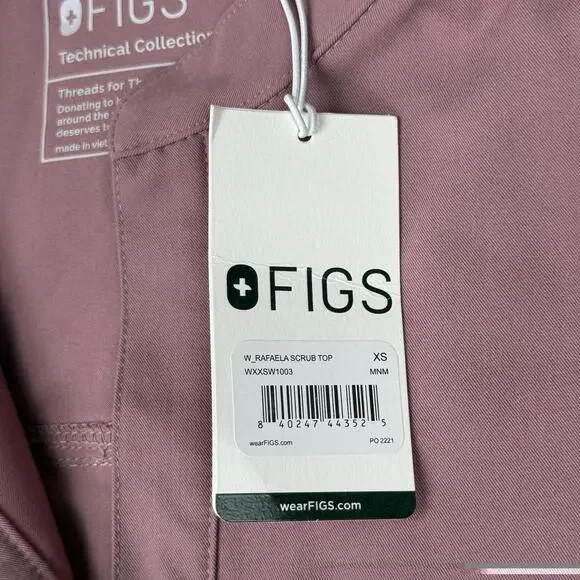 FIGS
Technical Collection
Threads for Th
Donating to h
around the
deserves t
made in viet
FIGS
W_RAFAELA SCRUB TOP XS
WXXSW1003 MNM
8 40247 44352 5
wearFIGS.com PO 2221
wearFIGS.com